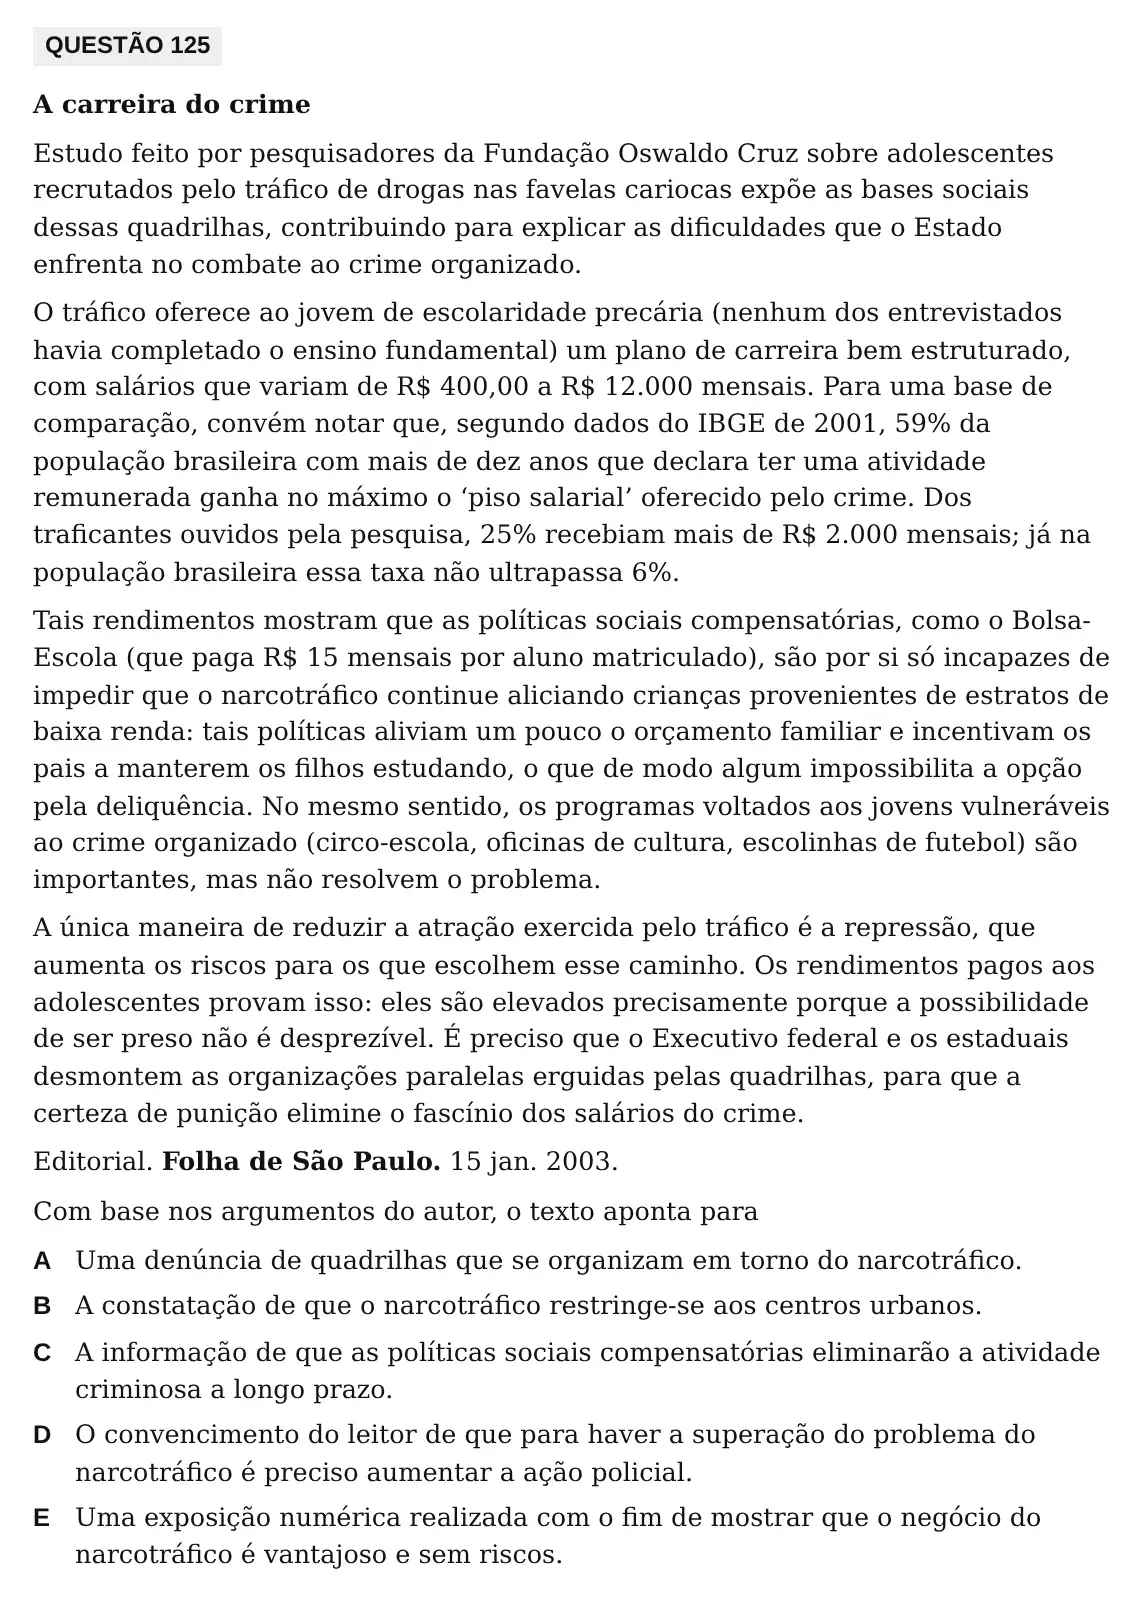 QUESTÃO 125
A carreira do crime
Estudo feito por pesquisadores da Fundação Oswaldo Cruz sobre adolescentes
recrutados pelo tráfico de drogas nas favelas cariocas expõe as bases sociais
dessas quadrilhas, contribuindo para explicar as dificuldades que o Estado
enfrenta no combate ao crime organizado.
O tráfico oferece ao jovem de escolaridade precária (nenhum dos entrevistados
havia completado o ensino fundamental) um plano de carreira bem estruturado,
com salários que variam de R$ 400,00 a R$ 12.000 mensais. Para uma base de
comparação, convém notar que, segundo dados do IBGE de 2001, 59% da
população brasileira com mais de dez anos que declara ter uma atividade
remunerada ganha no máximo o ‘piso salarial’ oferecido pelo crime. Dos
traficantes ouvidos pela pesquisa, 25% recebiam mais de R$ 2.000 mensais; já na
população brasileira essa taxa não ultrapassa 6%.
Tais rendimentos mostram que as políticas sociais compensatórias, como o Bolsa-
Escola (que paga R$ 15 mensais por aluno matriculado), são por si só incapazes de
impedir que o narcotráfico continue aliciando crianças provenientes de estratos de
baixa renda: tais políticas aliviam um pouco o orçamento familiar e incentivam os
pais a manterem os filhos estudando, o que de modo algum impossibilita a opção
pela deliquência. No mesmo sentido, os programas voltados aos jovens vulneráveis
ao crime organizado (circo-escola, oficinas de cultura, escolinhas de futebol) são
importantes, mas não resolvem o problema.
A única maneira de reduzir a atração exercida pelo tráfico é a repressão, que
aumenta os riscos para os que escolhem esse caminho. Os rendimentos pagos aos
adolescentes provam isso: eles são elevados precisamente porque a possibilidade
de ser preso não é desprezível. É preciso que o Executivo federal e os estaduais
desmontem as organizações paralelas erguidas pelas quadrilhas, para que a
certeza de punição elimine o fascínio dos salários do crime.
Editorial. Folha de São Paulo. 15 jan. 2003.
Com base nos argumentos do autor, o texto aponta para
A Uma denúncia de quadrilhas que se organizam em torno do narcotráfico.
B A constatação de que o narcotráfico restringe-se aos centros urbanos.
C A informação de que as políticas sociais compensatórias eliminarão a atividade
criminosa a longo prazo.
D O convencimento do leitor de que para haver a superação do problema do
narcotráfico é preciso aumentar a ação policial.
E Uma exposição numérica realizada com o fim de mostrar que o negócio do
narcotráfico é vantajoso e sem riscos.